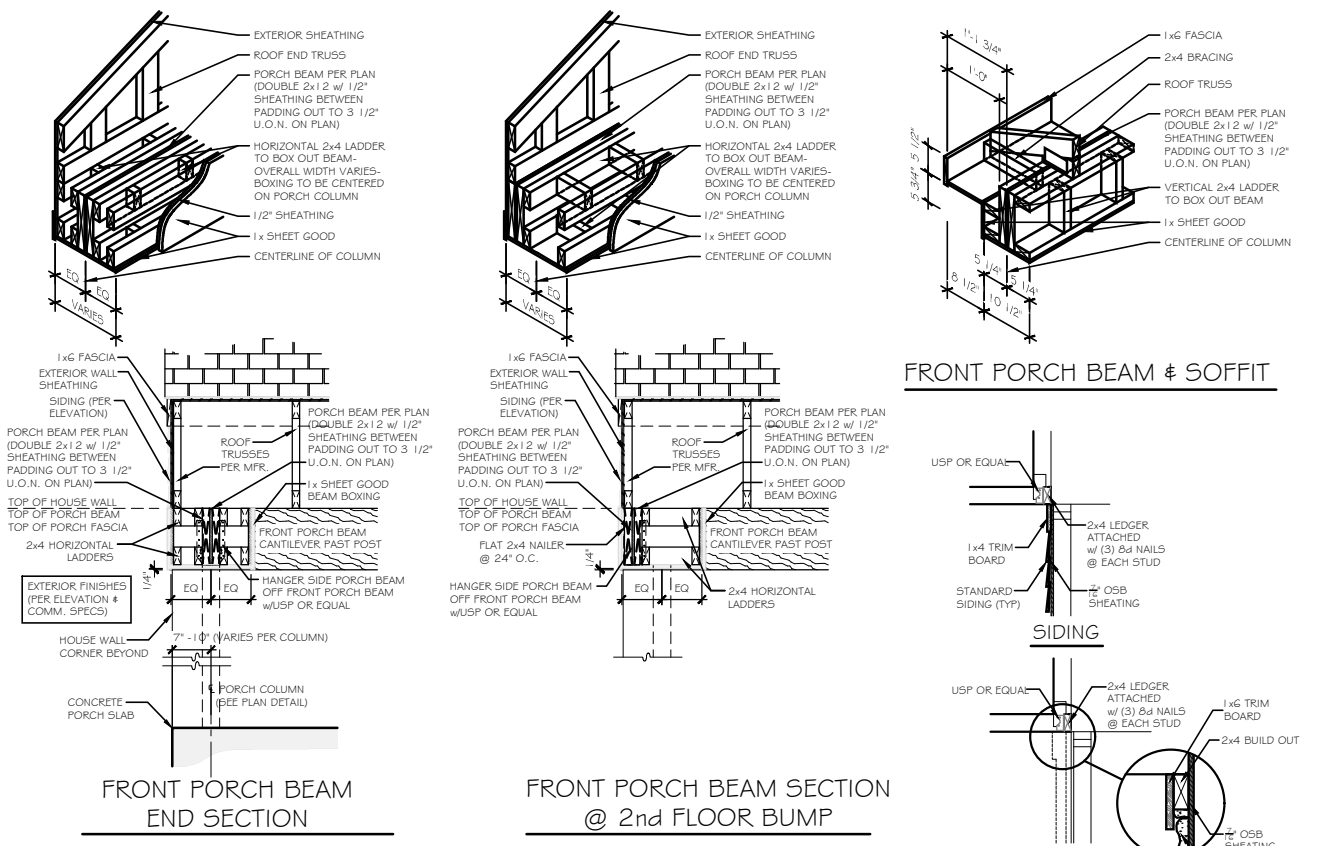 EXTERIOR SHEATHING
ROOF END TRUSS
PORCH BEAM PER PLAN
(DOUBLE 2x12 w/ 1/2"
SHEATHING BETWEEN
PADDING OUT TO 3 1/2"
U.O.N. ON PLAN)
HORIZONTAL 2x4 LADDER
TO BOX OUT BEAM-
OVERALL WIDTH VARIES-
BOXING TO BE CENTERED
ON PORCH COLUMN
1/2" SHEATHING
1x SHEET GOOD
CENTERLINE OF COLUMN
EQ
EQ
VARIES
EXTERIOR SHEATHING
ROOF END TRUSS
PORCH BEAM PER PLAN
(DOUBLE 2x12 w/ 1/2"
SHEATHING BETWEEN
PADDING OUT TO 3 1/2"
U.O.N. ON PLAN)
HORIZONTAL 2x4 LADDER
TO BOX OUT BEAM-
OVERALL WIDTH VARIES-
BOXING TO BE CENTERED
ON PORCH COLUMN
1/2" SHEATHING
1x SHEET GOOD
CENTERLINE OF COLUMN
EQ
EQ
VARIES
1'-1 3/4"
1'-0"
5 1/2"
5 3/4"
1x6 FASCIA
2x4 BRACING
ROOF TRUSS
PORCH BEAM PER PLAN
(DOUBLE 2x12 w/ 1/2"
SHEATHING BETWEEN
PADDING OUT TO 3 1/2"
U.O.N. ON PLAN)
VERTICAL 2x4 LADDER
TO BOX OUT BEAM
1x SHEET GOOD
CENTERLINE OF COLUMN
5 1/4"
5 1/4"
8 1/2"
10 1/2"
FRONT PORCH BEAM & SOFFIT
1x6 FASCIA
EXTERIOR WALL
SHEATHING
SIDING (PER
ELEVATION)
PORCH BEAM PER PLAN
(DOUBLE 2x12 w/ 1/2"
SHEATHING BETWEEN
PADDING OUT TO 3 1/2"
U.O.N. ON PLAN)
TOP OF HOUSE WALL
TOP OF PORCH BEAM
TOP OF PORCH FASCIA
2x4 HORIZONTAL
LADDERS
EXTERIOR FINISHES
(PER ELEVATION &
COMM. SPECS)
1/4"
HOUSE WALL
CORNER BEYOND
CONCRETE
PORCH SLAB
ROOF
TRUSSES
PER MFR.
PORCH BEAM PER PLAN
(DOUBLE 2x12 w/ 1/2"
SHEATHING BETWEEN
PADDING OUT TO 3 1/2"
U.O.N. ON PLAN)
1x SHEET GOOD
BEAM BOXING
FRONT PORCH BEAM
CANTILEVER PAST POST
HANGER SIDE PORCH BEAM
OFF FRONT PORCH BEAM
w/USP OR EQUAL
EQ
EQ
7" -10" (VARIES PER COLUMN)
℄ PORCH COLUMN
(SEE PLAN DETAIL)
FRONT PORCH BEAM
END SECTION
1x6 FASCIA
EXTERIOR WALL
SHEATHING
SIDING (PER
ELEVATION)
PORCH BEAM PER PLAN
(DOUBLE 2x12 w/ 1/2"
SHEATHING BETWEEN
PADDING OUT TO 3 1/2"
U.O.N. ON PLAN)
TOP OF HOUSE WALL
TOP OF PORCH BEAM
TOP OF PORCH FASCIA
FLAT 2x4 NAILER
@ 24" O.C.
1/4"
HANGER SIDE PORCH BEAM
OFF FRONT PORCH BEAM
w/USP OR EQUAL
ROOF
TRUSSES
PER MFR.
PORCH BEAM PER PLAN
(DOUBLE 2x12 w/ 1/2"
SHEATHING BETWEEN
PADDING OUT TO 3 1/2"
U.O.N. ON PLAN)
1x SHEET GOOD
BEAM BOXING
FRONT PORCH BEAM
CANTILEVER PAST POST
2x4 HORIZONTAL
LADDERS
EQ
EQ
FRONT PORCH BEAM SECTION
@ 2nd FLOOR BUMP
USP OR EQUAL
2x4 LEDGER
ATTACHED
w/ (3) 8d NAILS
@ EACH STUD
1x4 TRIM
BOARD
STANDARD
SIDING (TYP)
7/16" OSB
SHEATING
SIDING
USP OR EQUAL
2x4 LEDGER
ATTACHED
w/ (3) 8d NAILS
@ EACH STUD
1x6 TRIM
BOARD
2x4 BUILD OUT
7/16" OSB
SHEATING